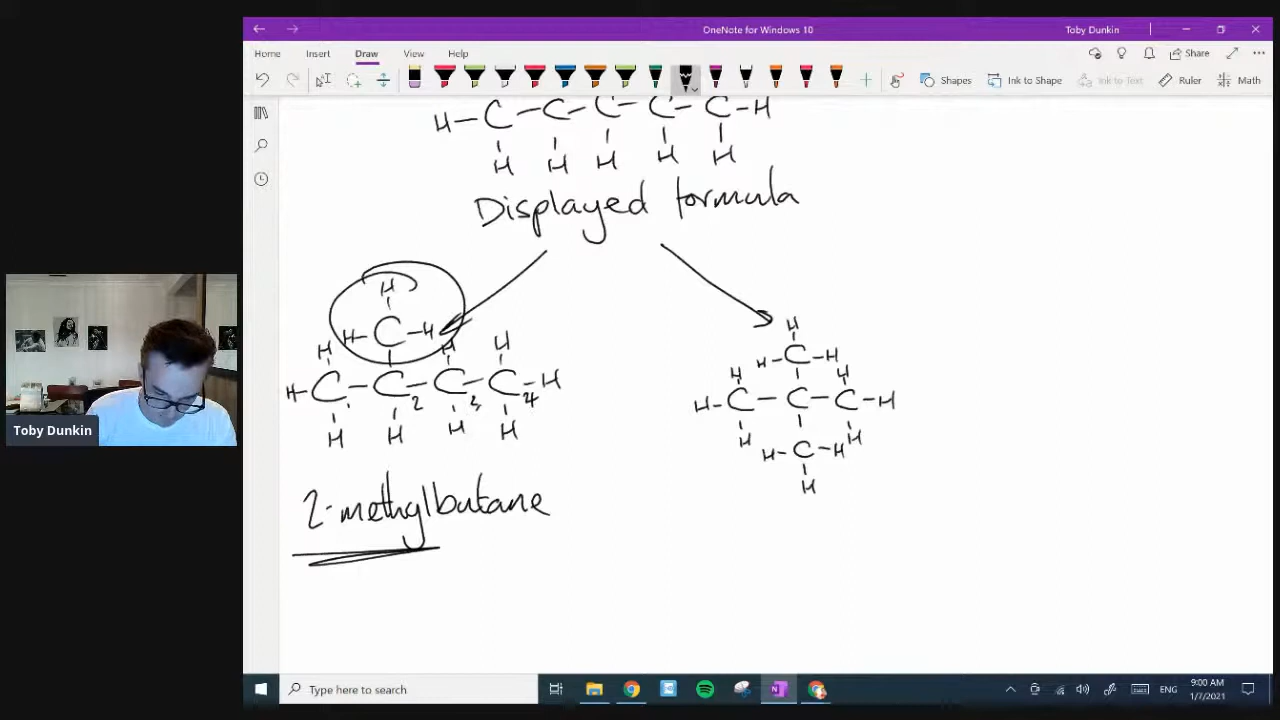 OneNote for Windows 10
Toby Dunkin
Home Insert Draw View Help
Share
Shapes
Ink to Shape
Ink to Text
Ruler
Math
H-C-C-C-C-C-H
H H H H H
Displayed formula
H
H-C-H
H H H
H-C-C-C-C-H
1 2 3 4
H H H H
2-methylbutane
H
H-C-H
H H
H-C-C-C-H
H H
H-C-H
H
Toby Dunkin
Type here to search
ENG
9:00 AM
1/7/2021